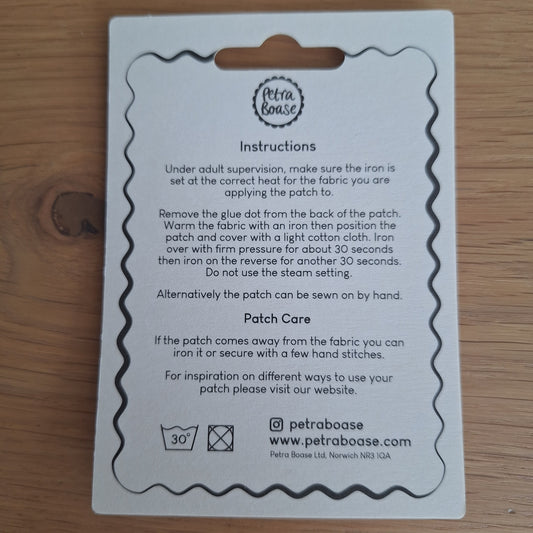 Petra
Boase
Instructions
Under adult supervision, make sure the iron is
set at the correct heat for the fabric you are
applying the patch to.
Remove the glue dot from the back of the patch.
Warm the fabric with an iron then position the
patch and cover with a light cotton cloth. Iron
over with firm pressure for about 30 seconds
then iron on the reverse for another 30 seconds.
Do not use the steam setting.
Alternatively the patch can be sewn on by hand.
Patch Care
If the patch comes away from the fabric you can
iron it or secure with a few hand stitches.
For inspiration on different ways to use your
patch please visit our website.
30°
petraboase
www.petraboase.com
Petra Boase Ltd, Norwich NR3 1QA